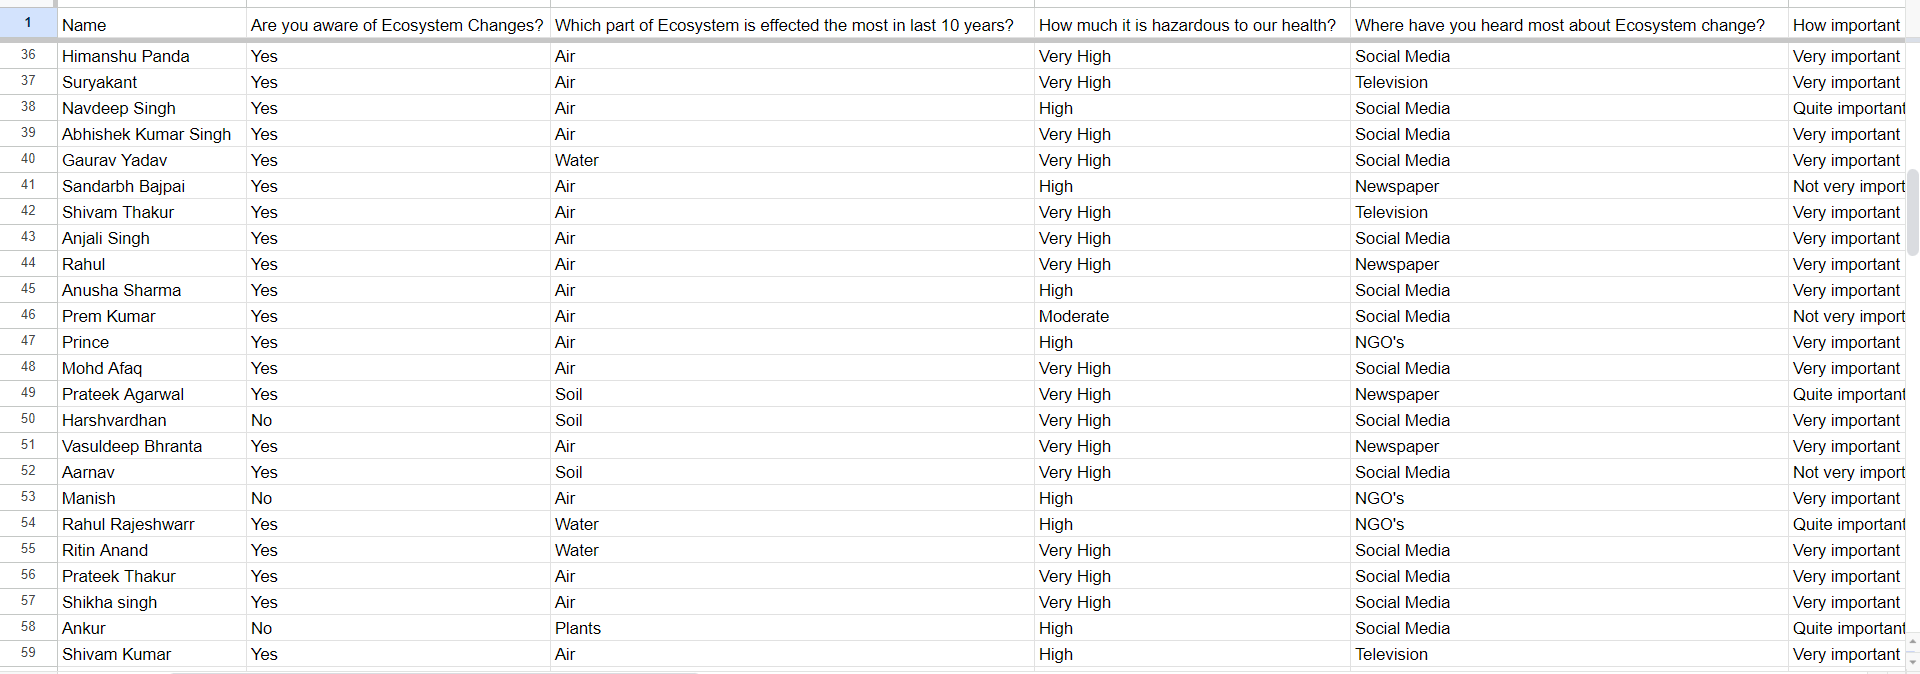 1 Name Are you aware of Ecosystem Changes? Which part of Ecosystem is effected the most in last 10 years? How much it is hazardous to our health? Where have you heard most about Ecosystem change? How important
36 Himanshu Panda Yes Air Very High Social Media Very important
37 Suryakant Yes Air Very High Television Very important
38 Navdeep Singh Yes Air High Social Media Quite important
39 Abhishek Kumar Singh Yes Air Very High Social Media Very important
40 Gaurav Yadav Yes Water Very High Social Media Very important
41 Sandarbh Bajpai Yes Air High Newspaper Not very import
42 Shivam Thakur Yes Air Very High Television Very important
43 Anjali Singh Yes Air Very High Social Media Very important
44 Rahul Yes Air Very High Newspaper Very important
45 Anusha Sharma Yes Air High Social Media Very important
46 Prem Kumar Yes Air Moderate Social Media Not very import
47 Prince Yes Air High NGO's Very important
48 Mohd Afaq Yes Air Very High Social Media Very important
49 Prateek Agarwal Yes Soil Very High Newspaper Quite important
50 Harshvardhan No Soil Very High Social Media Very important
51 Vasuldeep Bhranta Yes Air Very High Newspaper Very important
52 Aarnav Yes Soil Very High Social Media Not very import
53 Manish No Air High NGO's Very important
54 Rahul Rajeshwarr Yes Water High NGO's Quite important
55 Ritin Anand Yes Water Very High Social Media Very important
56 Prateek Thakur Yes Air Very High Social Media Very important
57 Shikha singh Yes Air Very High Social Media Very important
58 Ankur No Plants High Social Media Quite important
59 Shivam Kumar Yes Air High Television Very important